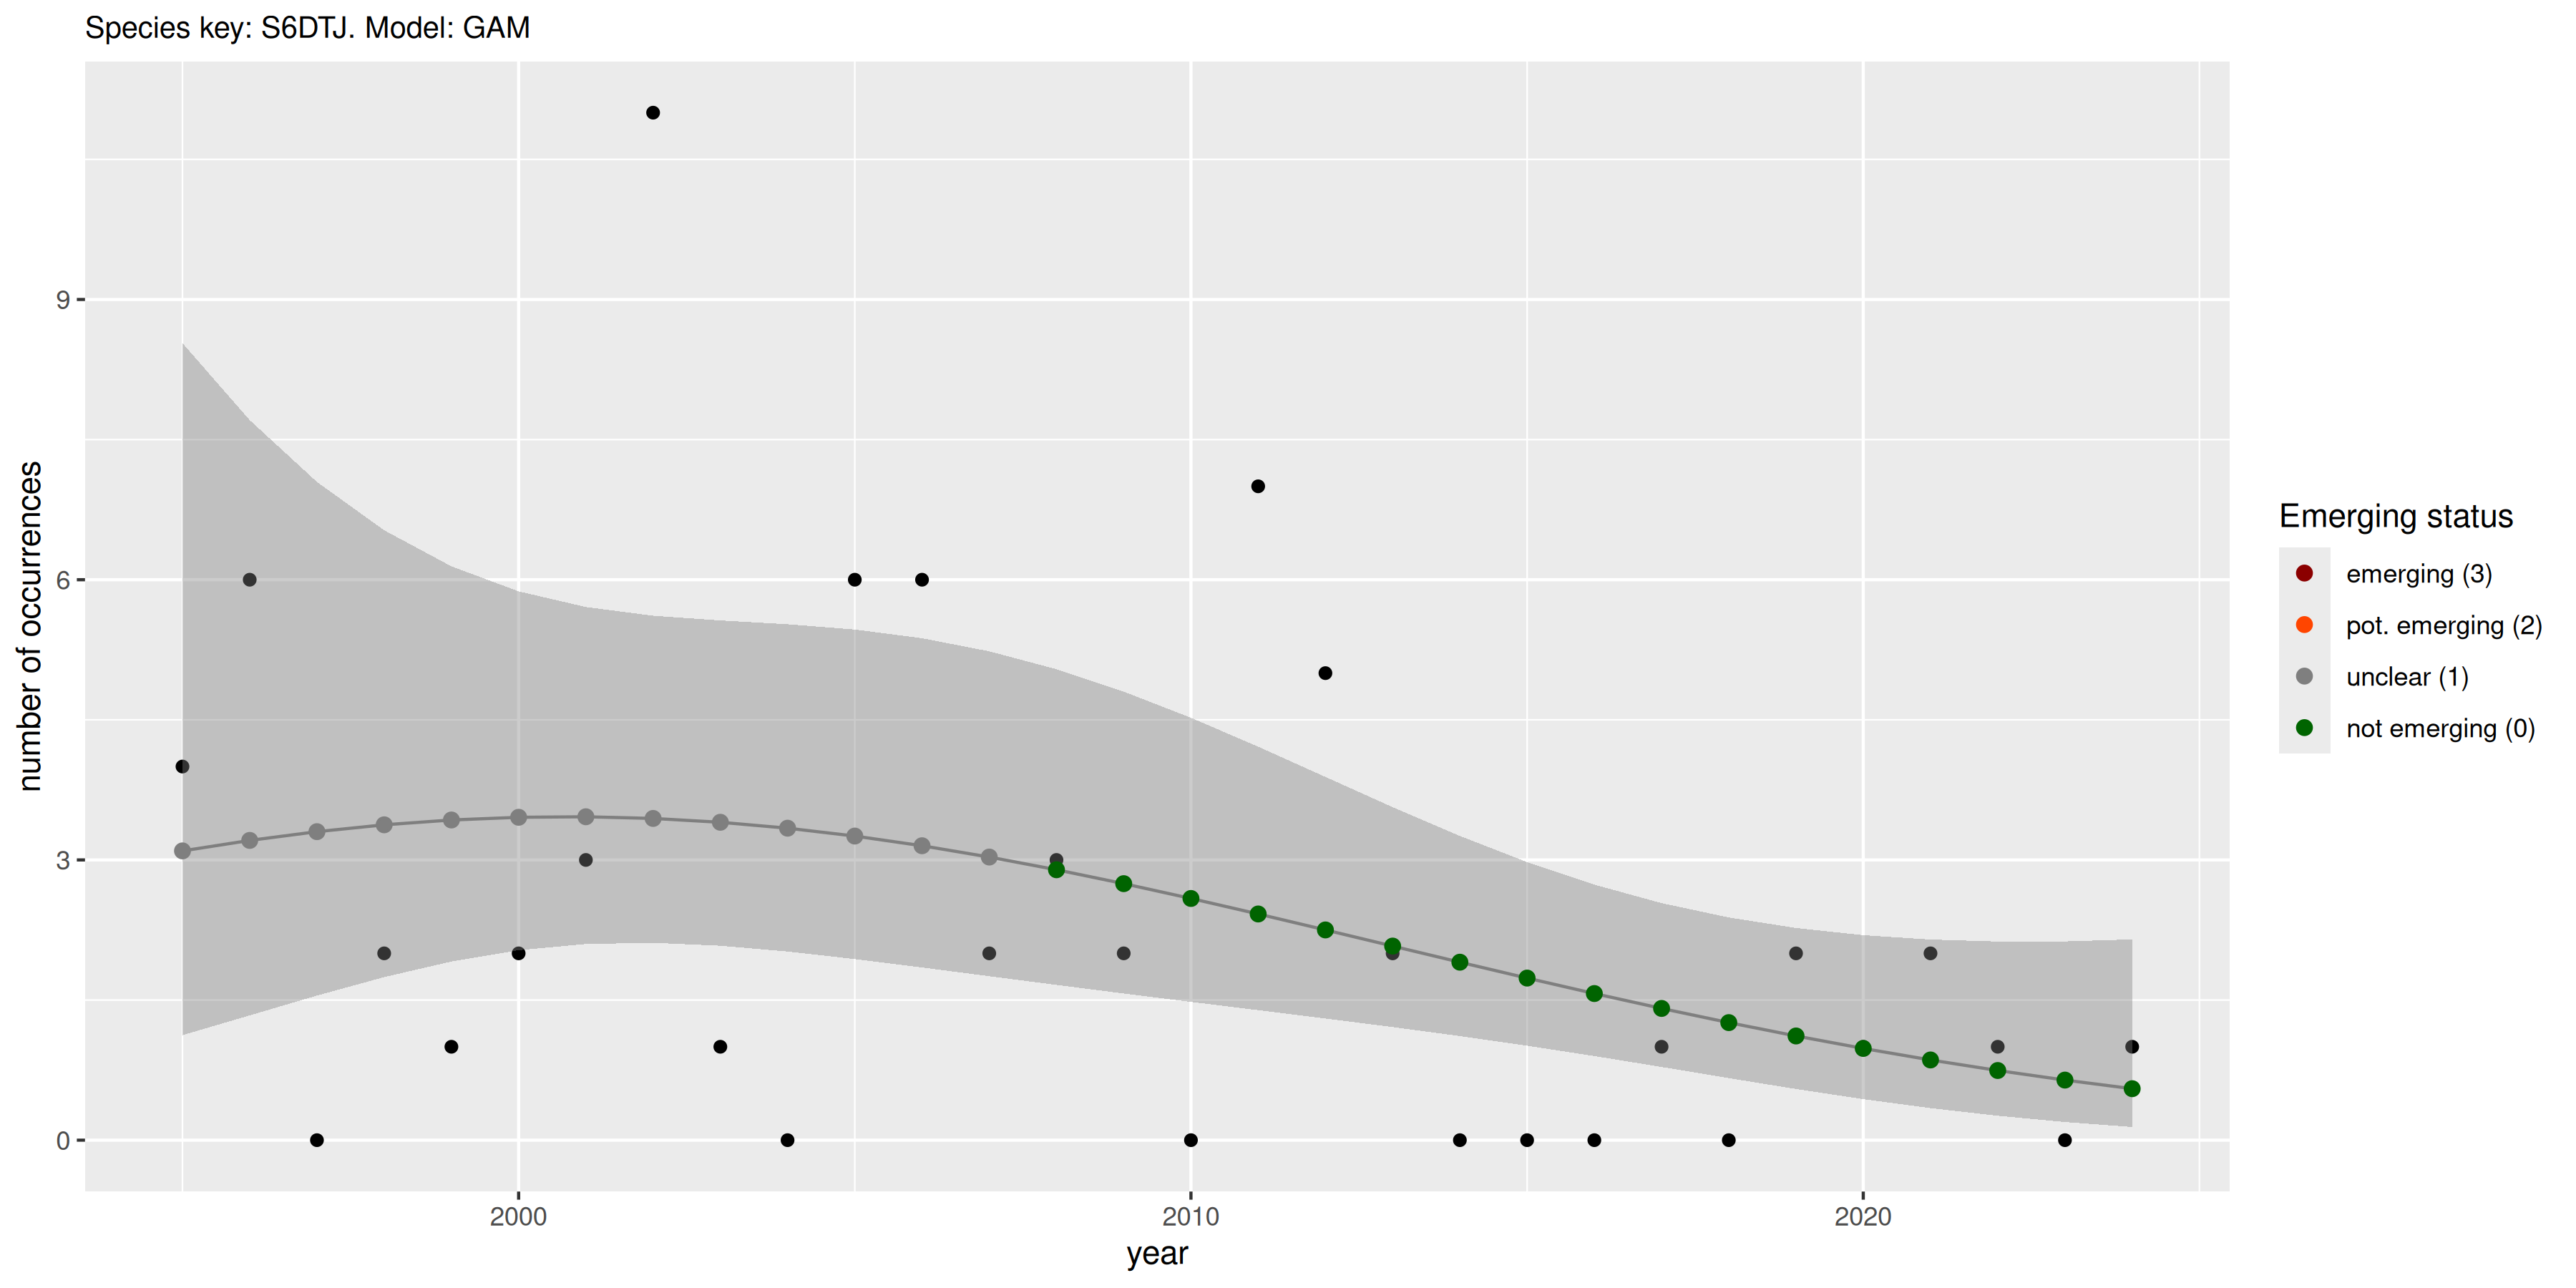 Species key: S6DTJ. Model: GAM
number of occurrences
9
6
3
0
2000
2010
2020
year
Emerging status
emerging (3)
pot. emerging (2)
unclear (1)
not emerging (0)